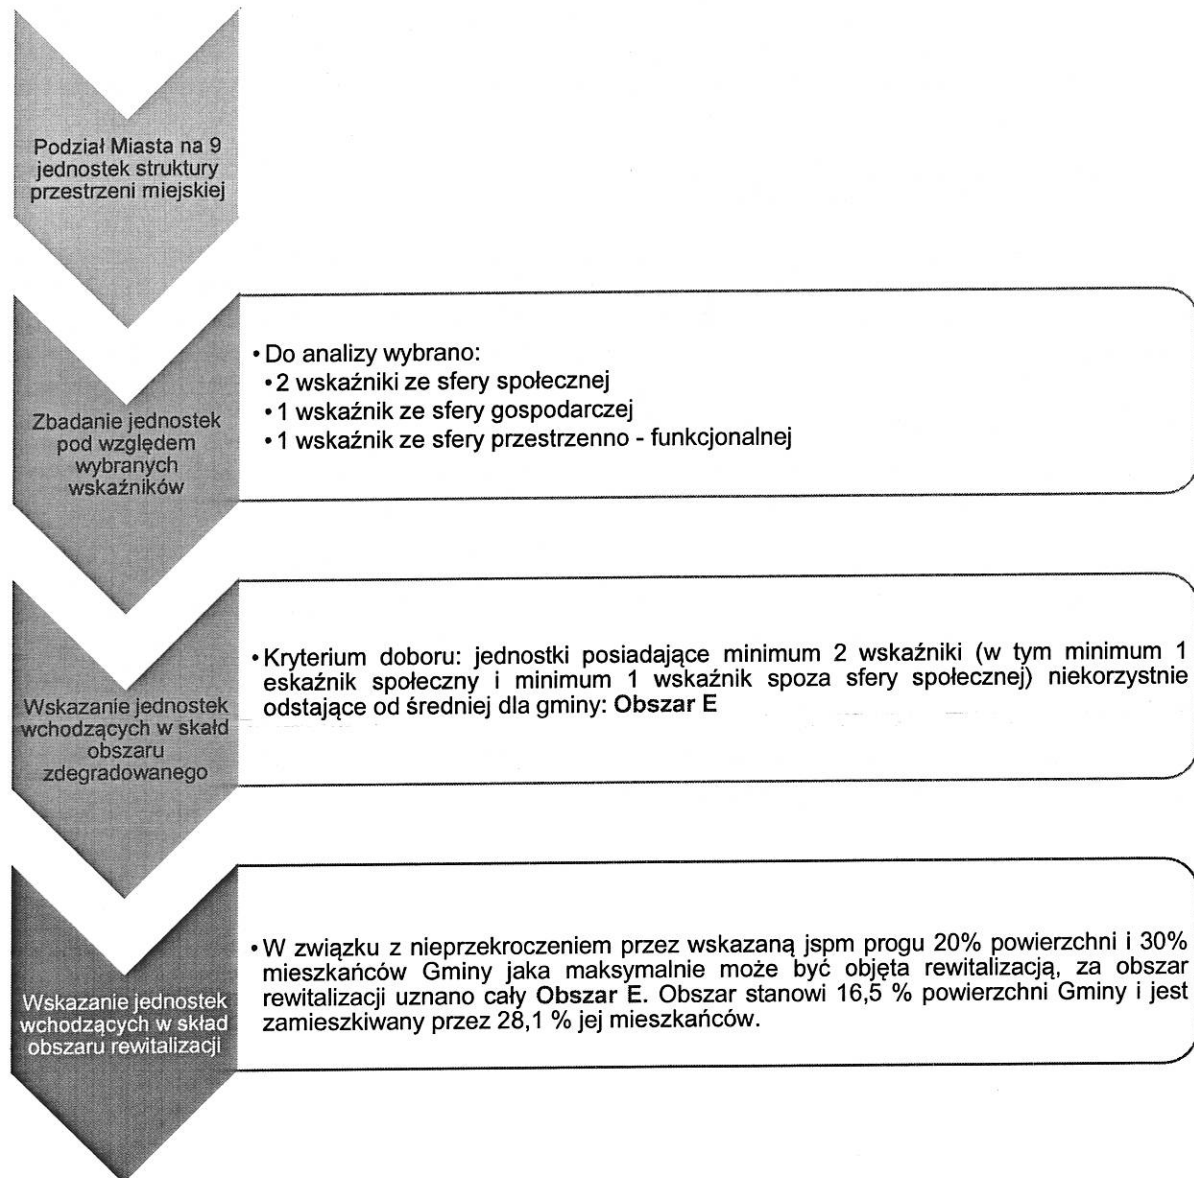 Podział Miasta na 9
jednostek struktury
przestrzeni miejskiej
Zbadanie jednostek
pod względem
wybranych
wskaźników
• Do analizy wybrano:
• 2 wskaźniki ze sfery społecznej
• 1 wskaźnik ze sfery gospodarczej
• 1 wskaźnik ze sfery przestrzenno - funkcjonalnej
Wskazanie jednostek
wchodzących w skałd
obszaru
zdegradowanego
• Kryterium doboru: jednostki posiadające minimum 2 wskaźniki (w tym minimum 1
eskaźnik społeczny i minimum 1 wskaźnik spoza sfery społecznej) niekorzystnie
odstające od średniej dla gminy: Obszar E
Wskazanie jednostek
wchodzących w skład
obszaru rewitalizacji
• W związku z nieprzekroczeniem przez wskazaną jspm progu 20% powierzchni i 30%
mieszkańców Gminy jaka maksymalnie może być objęta rewitalizacją, za obszar
rewitalizacji uznano cały Obszar E. Obszar stanowi 16,5 % powierzchni Gminy i jest
zamieszkiwany przez 28,1 % jej mieszkańców.